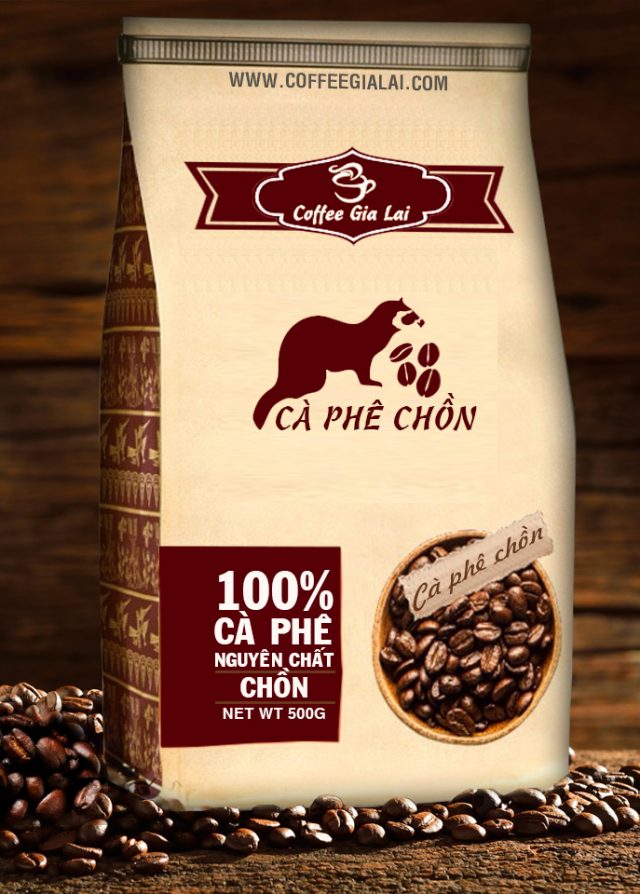 WWW.COFFEEGIALAI.COM
Coffee Gia Lai
CÀ PHÊ CHỒN
Cà phê chồn
100%
CÀ PHÊ
NGUYÊN CHẤT
CHỒN
NET WT 500G